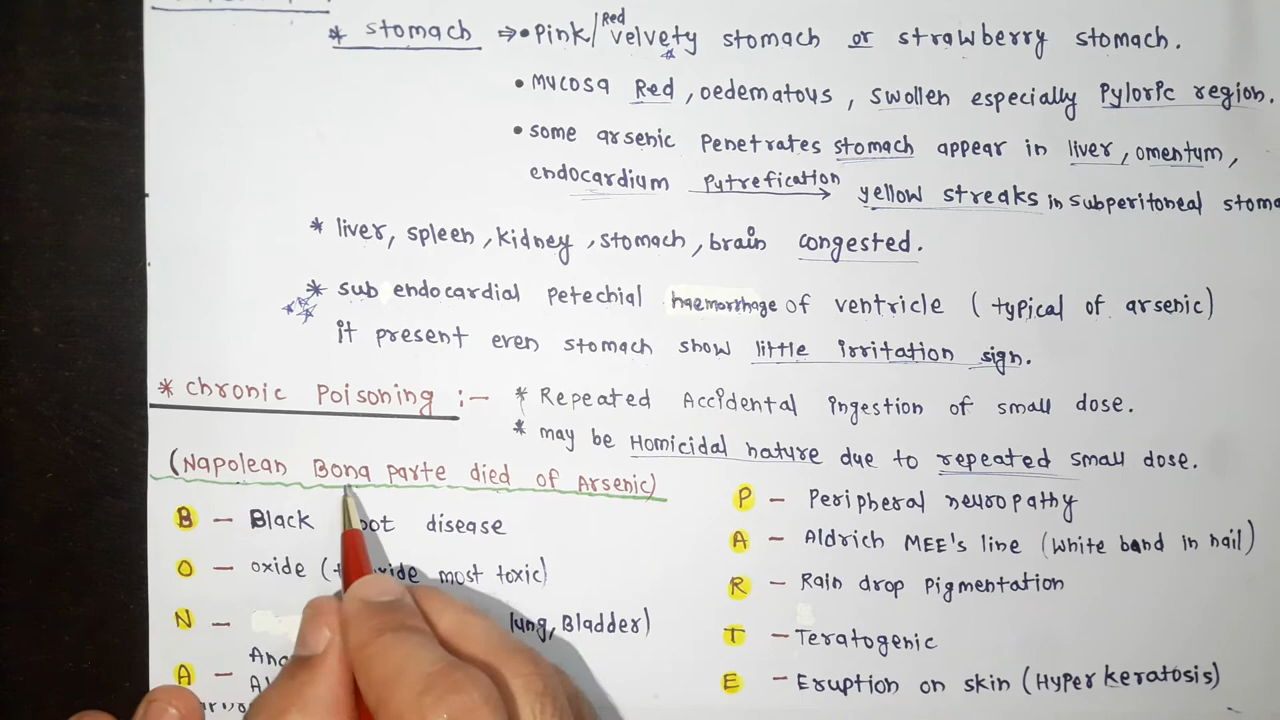 * stomach ⇒ • Pink/Red velvety stomach or strawberry stomach.
• Mucosa Red, oedematous, swollen especially Pyloric region.
• some arsenic Penetrates stomach appear in liver, omentum,
endocardium Putrefication → yellow streaks in subperitoneal
* liver, spleen, kidney, stomach, brain congested.
* sub endocardial petechial haemorrhage of ventricle (typical of arsenic)
it present even stomach show little irritation sign.
* Chronic Poisoning :- * Repeated Accidental ingestion of small dose.
* may be Homicidal nature due to repeated small dose.
(Napolean Bona parte died of Arsenic)
B - Black disease
O - oxide most toxic)
N - lung, Bladder)
A -
P - Peripheral neuropathy
A - Aldrich MEE's line (White band in nail)
R - Rain drop Pigmentation
T - Teratogenic
E - Eruption on skin (Hyper keratosis)